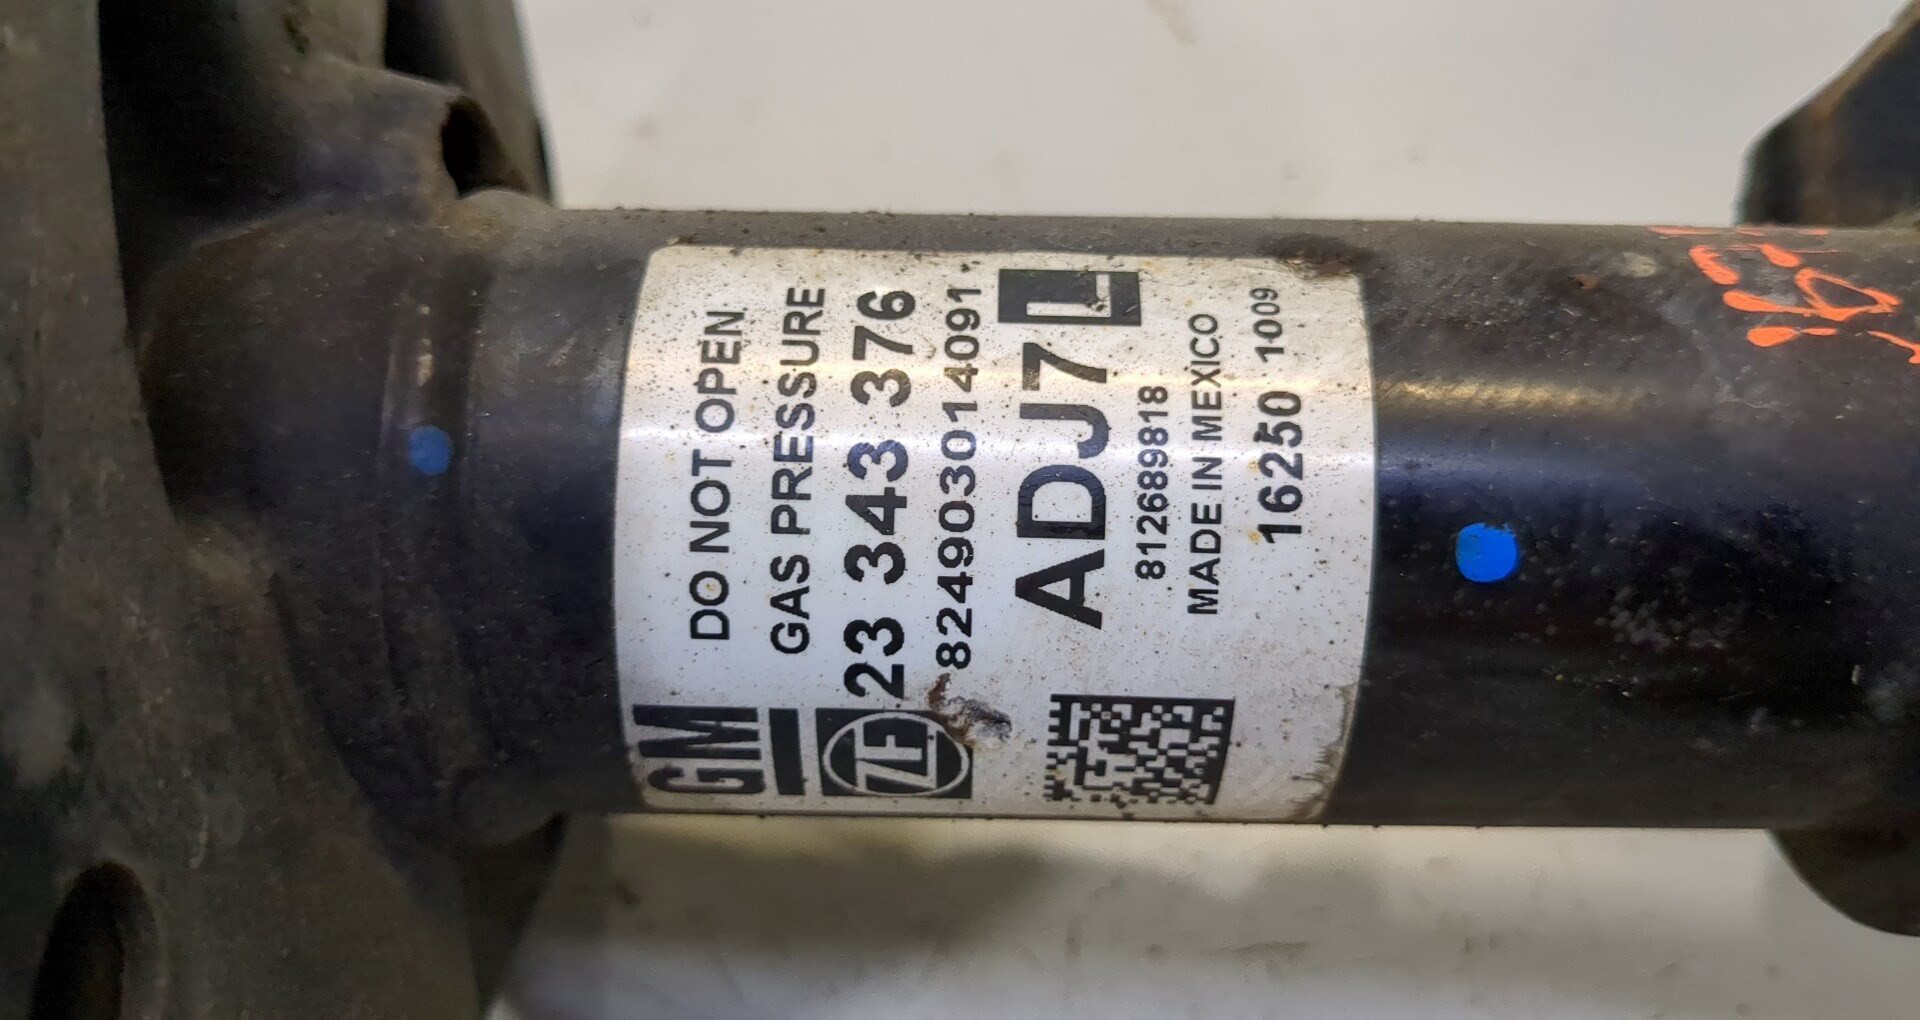 GM DO NOT OPEN
GAS PRESSURE
ZF 23 343 376
824903014091
ADJ7 L
812689818
MADE IN MEXICO
16250 1009